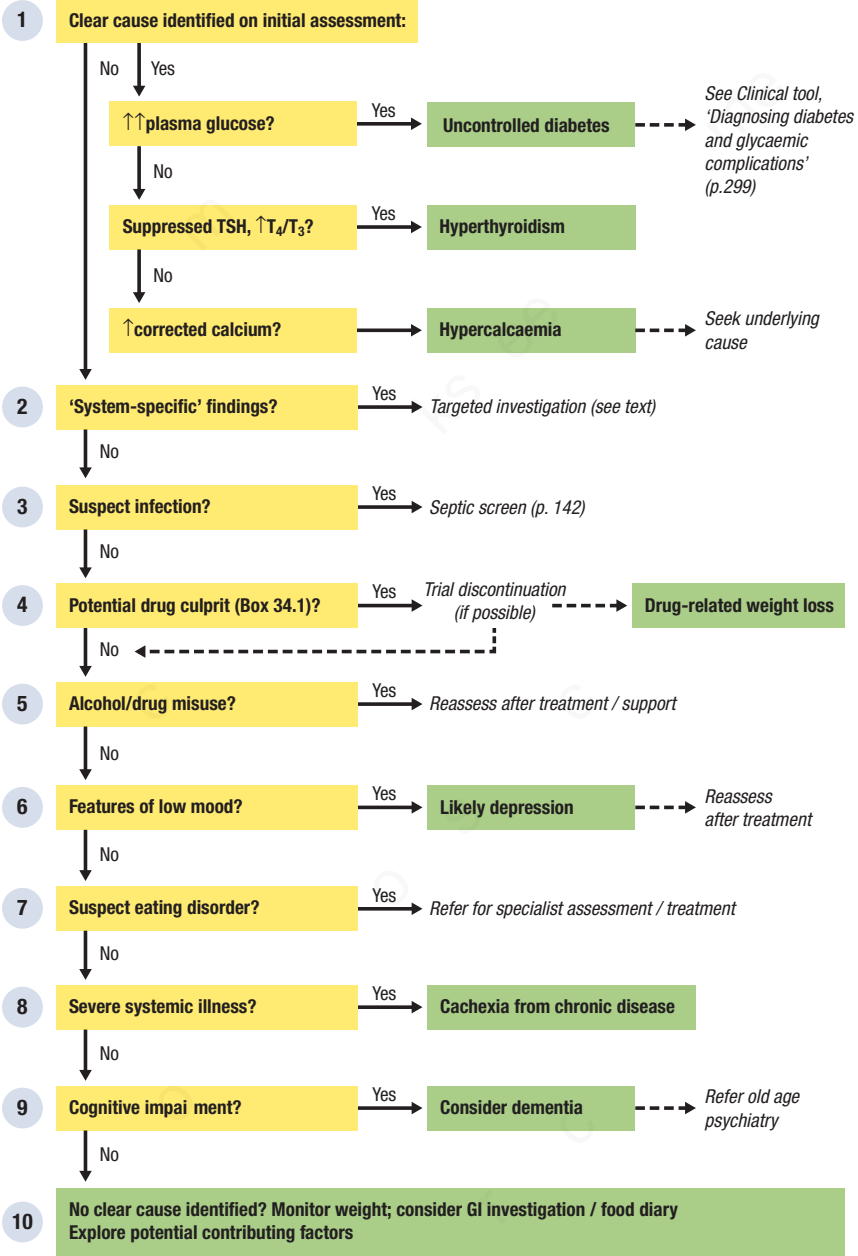 1
Clear cause identified on initial assessment:
No
Yes
↑↑plasma glucose?
Yes
Uncontrolled diabetes
See Clinical tool,
‘Diagnosing diabetes
and glycaemic
complications’
(p.299)
No
Suppressed TSH, ↑T₄/T₃?
Yes
Hyperthyroidism
No
↑corrected calcium?
Hypercalcaemia
Seek underlying
cause
2
‘System-specific’ findings?
Yes
Targeted investigation (see text)
No
3
Suspect infection?
Yes
Septic screen (p. 142)
No
4
Potential drug culprit (Box 34.1)?
Yes
Trial discontinuation
(if possible)
Drug-related weight loss
No
5
Alcohol/drug misuse?
Yes
Reassess after treatment / support
No
6
Features of low mood?
Yes
Likely depression
Reassess
after treatment
No
7
Suspect eating disorder?
Yes
Refer for specialist assessment / treatment
No
8
Severe systemic illness?
Yes
Cachexia from chronic disease
No
9
Cognitive impai ment?
Yes
Consider dementia
Refer old age
psychiatry
No
10
No clear cause identified? Monitor weight; consider GI investigation / food diary
Explore potential contributing factors